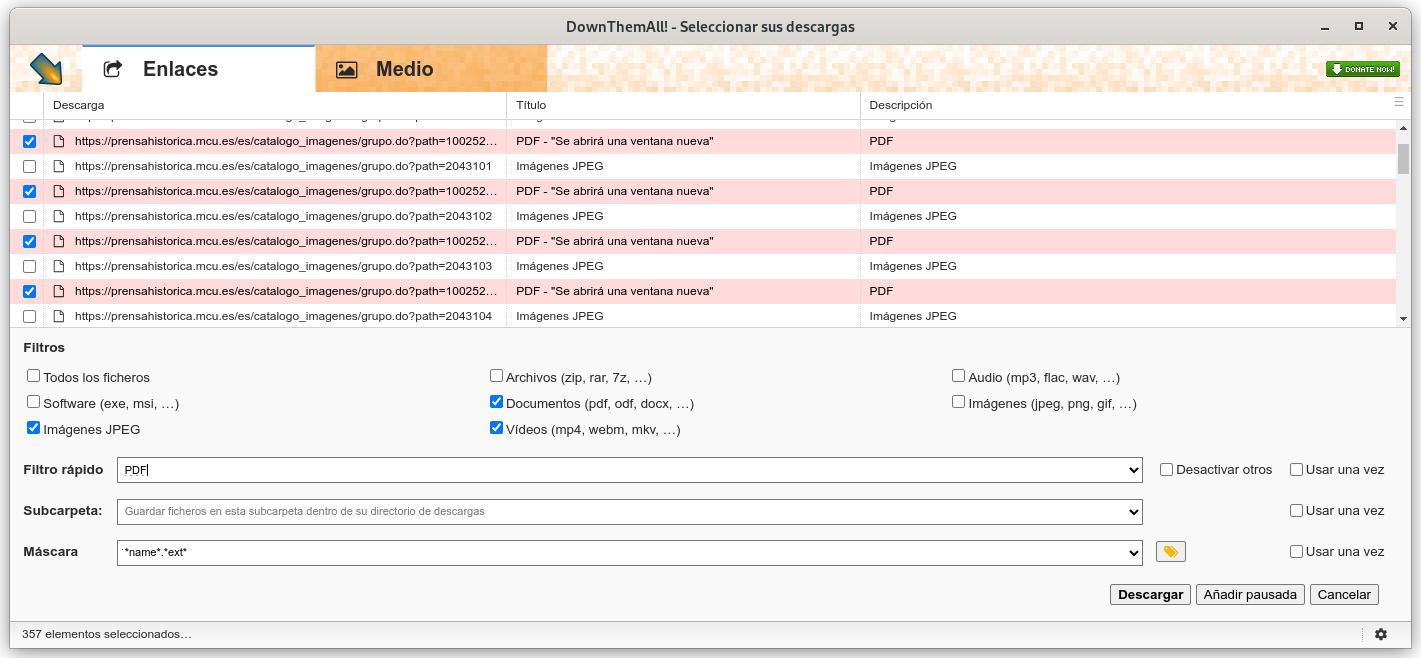 DownThemAll! - Seleccionar sus descargas
Enlaces Medio DONATE NOW!
Descarga Título Descripción
https://prensahistorica.mcu.es/es/catalogo_imagenes/grupo.do?path=100252… PDF - "Se abrirá una ventana nueva" PDF
https://prensahistorica.mcu.es/es/catalogo_imagenes/grupo.do?path=2043101 Imágenes JPEG Imágenes JPEG
https://prensahistorica.mcu.es/es/catalogo_imagenes/grupo.do?path=100252… PDF - "Se abrirá una ventana nueva" PDF
https://prensahistorica.mcu.es/es/catalogo_imagenes/grupo.do?path=2043102 Imágenes JPEG Imágenes JPEG
https://prensahistorica.mcu.es/es/catalogo_imagenes/grupo.do?path=100252… PDF - "Se abrirá una ventana nueva" PDF
https://prensahistorica.mcu.es/es/catalogo_imagenes/grupo.do?path=2043103 Imágenes JPEG Imágenes JPEG
https://prensahistorica.mcu.es/es/catalogo_imagenes/grupo.do?path=100252… PDF - "Se abrirá una ventana nueva" PDF
https://prensahistorica.mcu.es/es/catalogo_imagenes/grupo.do?path=2043104 Imágenes JPEG Imágenes JPEG
Filtros
Todos los ficheros Archivos (zip, rar, 7z, …) Audio (mp3, flac, wav, …)
Software (exe, msi, …) Documentos (pdf, odf, docx, …) Imágenes (jpeg, png, gif, …)
Imágenes JPEG Vídeos (mp4, webm, mkv, …)
Filtro rápido PDF Desactivar otros Usar una vez
Subcarpeta: Guardar ficheros en esta subcarpeta dentro de su directorio de descargas Usar una vez
Máscara *name*.*ext* Usar una vez
Descargar Añadir pausada Cancelar
357 elementos seleccionados…